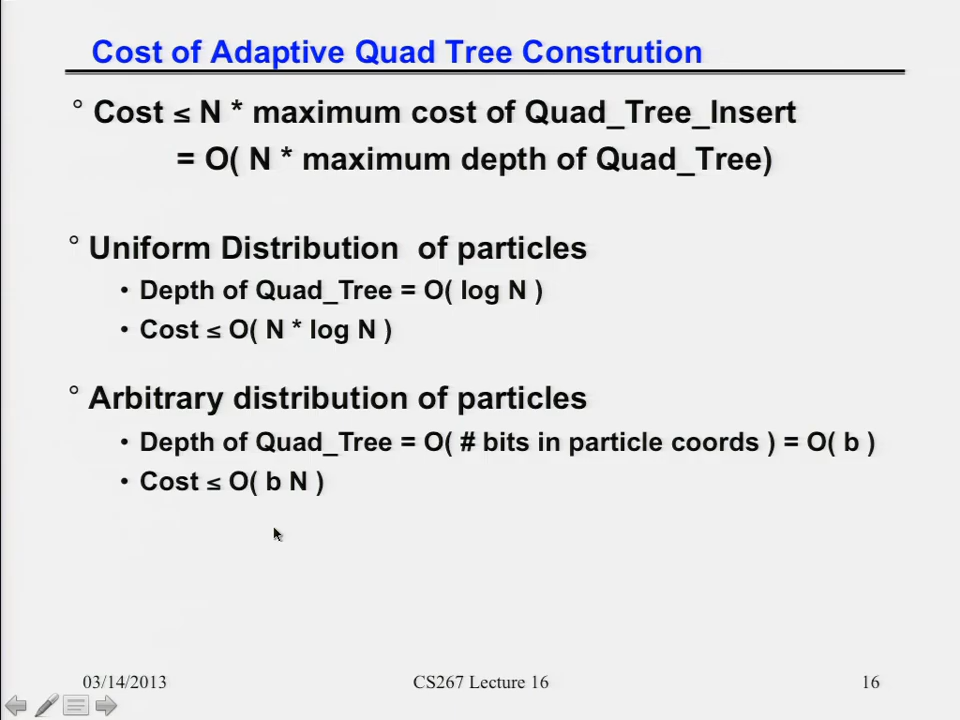 Cost of Adaptive Quad Tree Constrution
° Cost ≤ N * maximum cost of Quad_Tree_Insert
= O( N * maximum depth of Quad_Tree)
° Uniform Distribution of particles
• Depth of Quad_Tree = O( log N )
• Cost ≤ O( N * log N )
° Arbitrary distribution of particles
• Depth of Quad_Tree = O( # bits in particle coords ) = O( b )
• Cost ≤ O( b N )
03/14/2013 CS267 Lecture 16 16